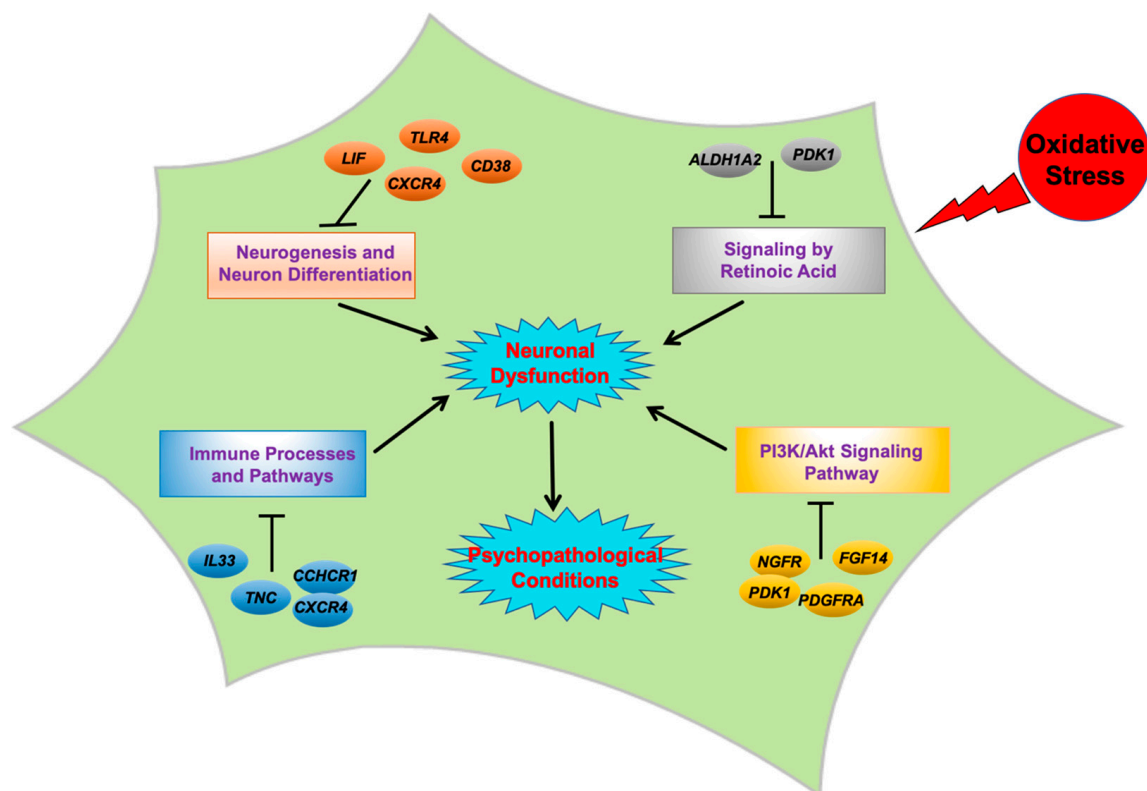 TLR4
LIF
CD38
CXCR4
ALDH1A2
PDK1
Oxidative
Stress
Neurogenesis and
Neuron Differentiation
Signaling by
Retinoic Acid
Neuronal
Dysfunction
Immune Processes
and Pathways
PI3K/Akt Signaling
Pathway
Psychopathological
Conditions
IL33
CCHCR1
TNC
CXCR4
NGFR
FGF14
PDK1
PDGFRA